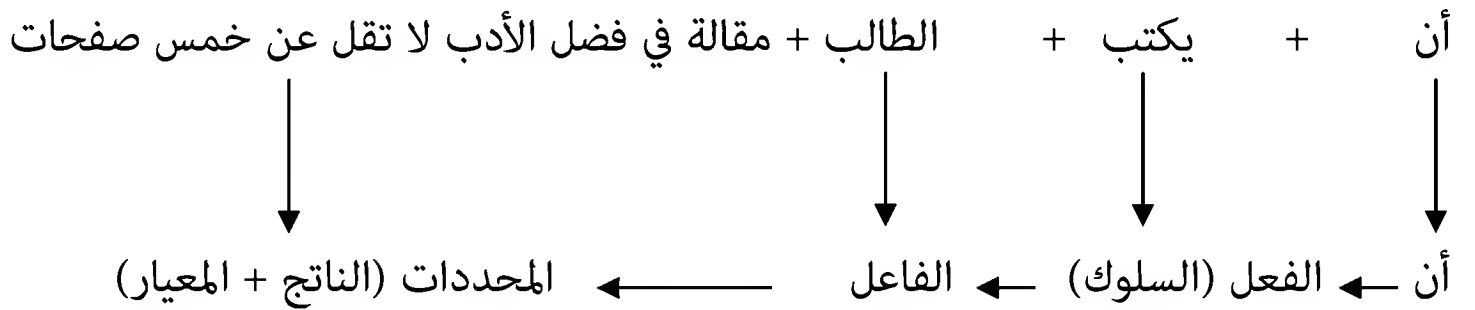 أن + يكتب + الطالب + مقالة في فضل الأدب لا تقل عن خمس صفحات
أن الفعل (السلوك) الفاعل المحددات (الناتج + المعيار)